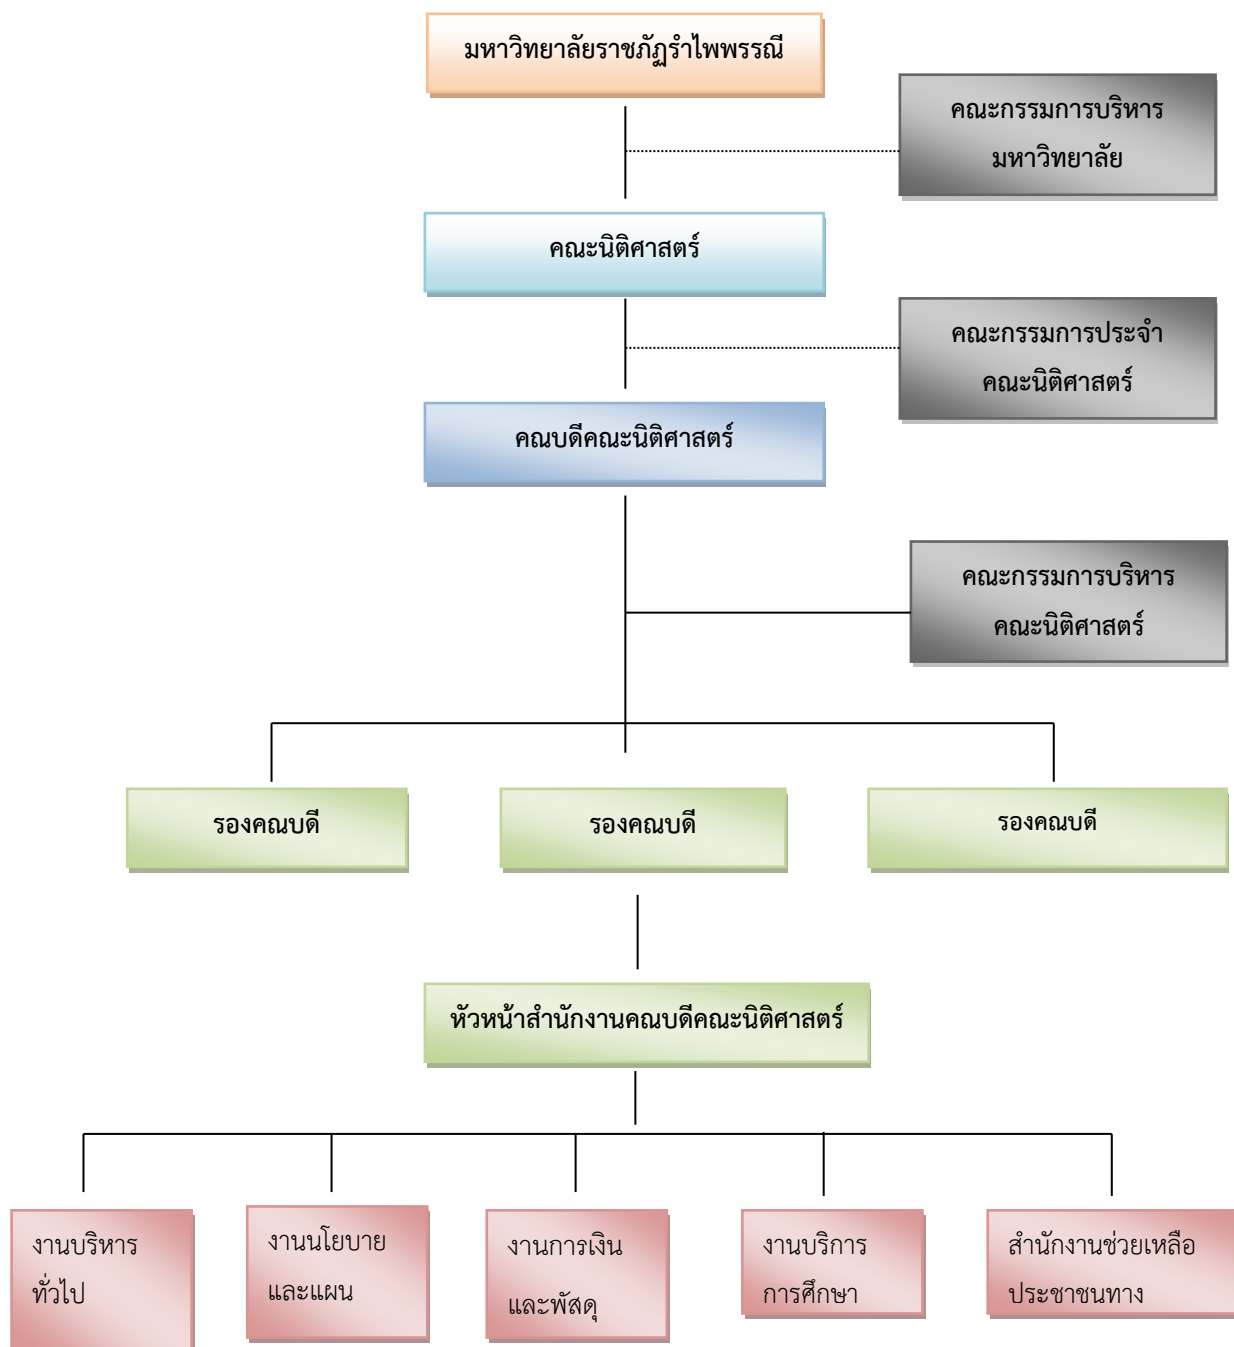 มหาวิทยาลัยราชภัฏรำไพพรรณี
คณะกรรมการบริหาร
มหาวิทยาลัย
คณะนิติศาสตร์
คณะกรรมการประจำ
คณะนิติศาสตร์
คณบดีคณะนิติศาสตร์
คณะกรรมการบริหาร
คณะนิติศาสตร์
รองคณบดี
รองคณบดี
รองคณบดี
หัวหน้าสำนักงานคณบดีคณะนิติศาสตร์
งานบริหาร
ทั่วไป
งานนโยบาย
และแผน
งานการเงิน
และพัสดุ
งานบริการ
การศึกษา
สำนักงานช่วยเหลือ
ประชาชนทาง